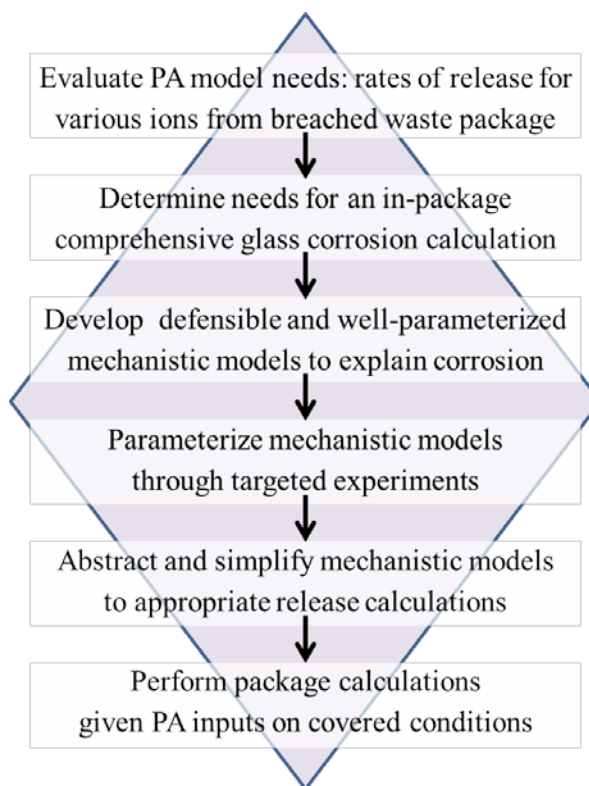 Evaluate PA model needs: rates of release for
various ions from breached waste package
Determine needs for an in-package
comprehensive glass corrosion calculation
Develop defensible and well-parameterized
mechanistic models to explain corrosion
Parameterize mechanistic models
through targeted experiments
Abstract and simplify mechanistic models
to appropriate release calculations
Perform package calculations
given PA inputs on covered conditions